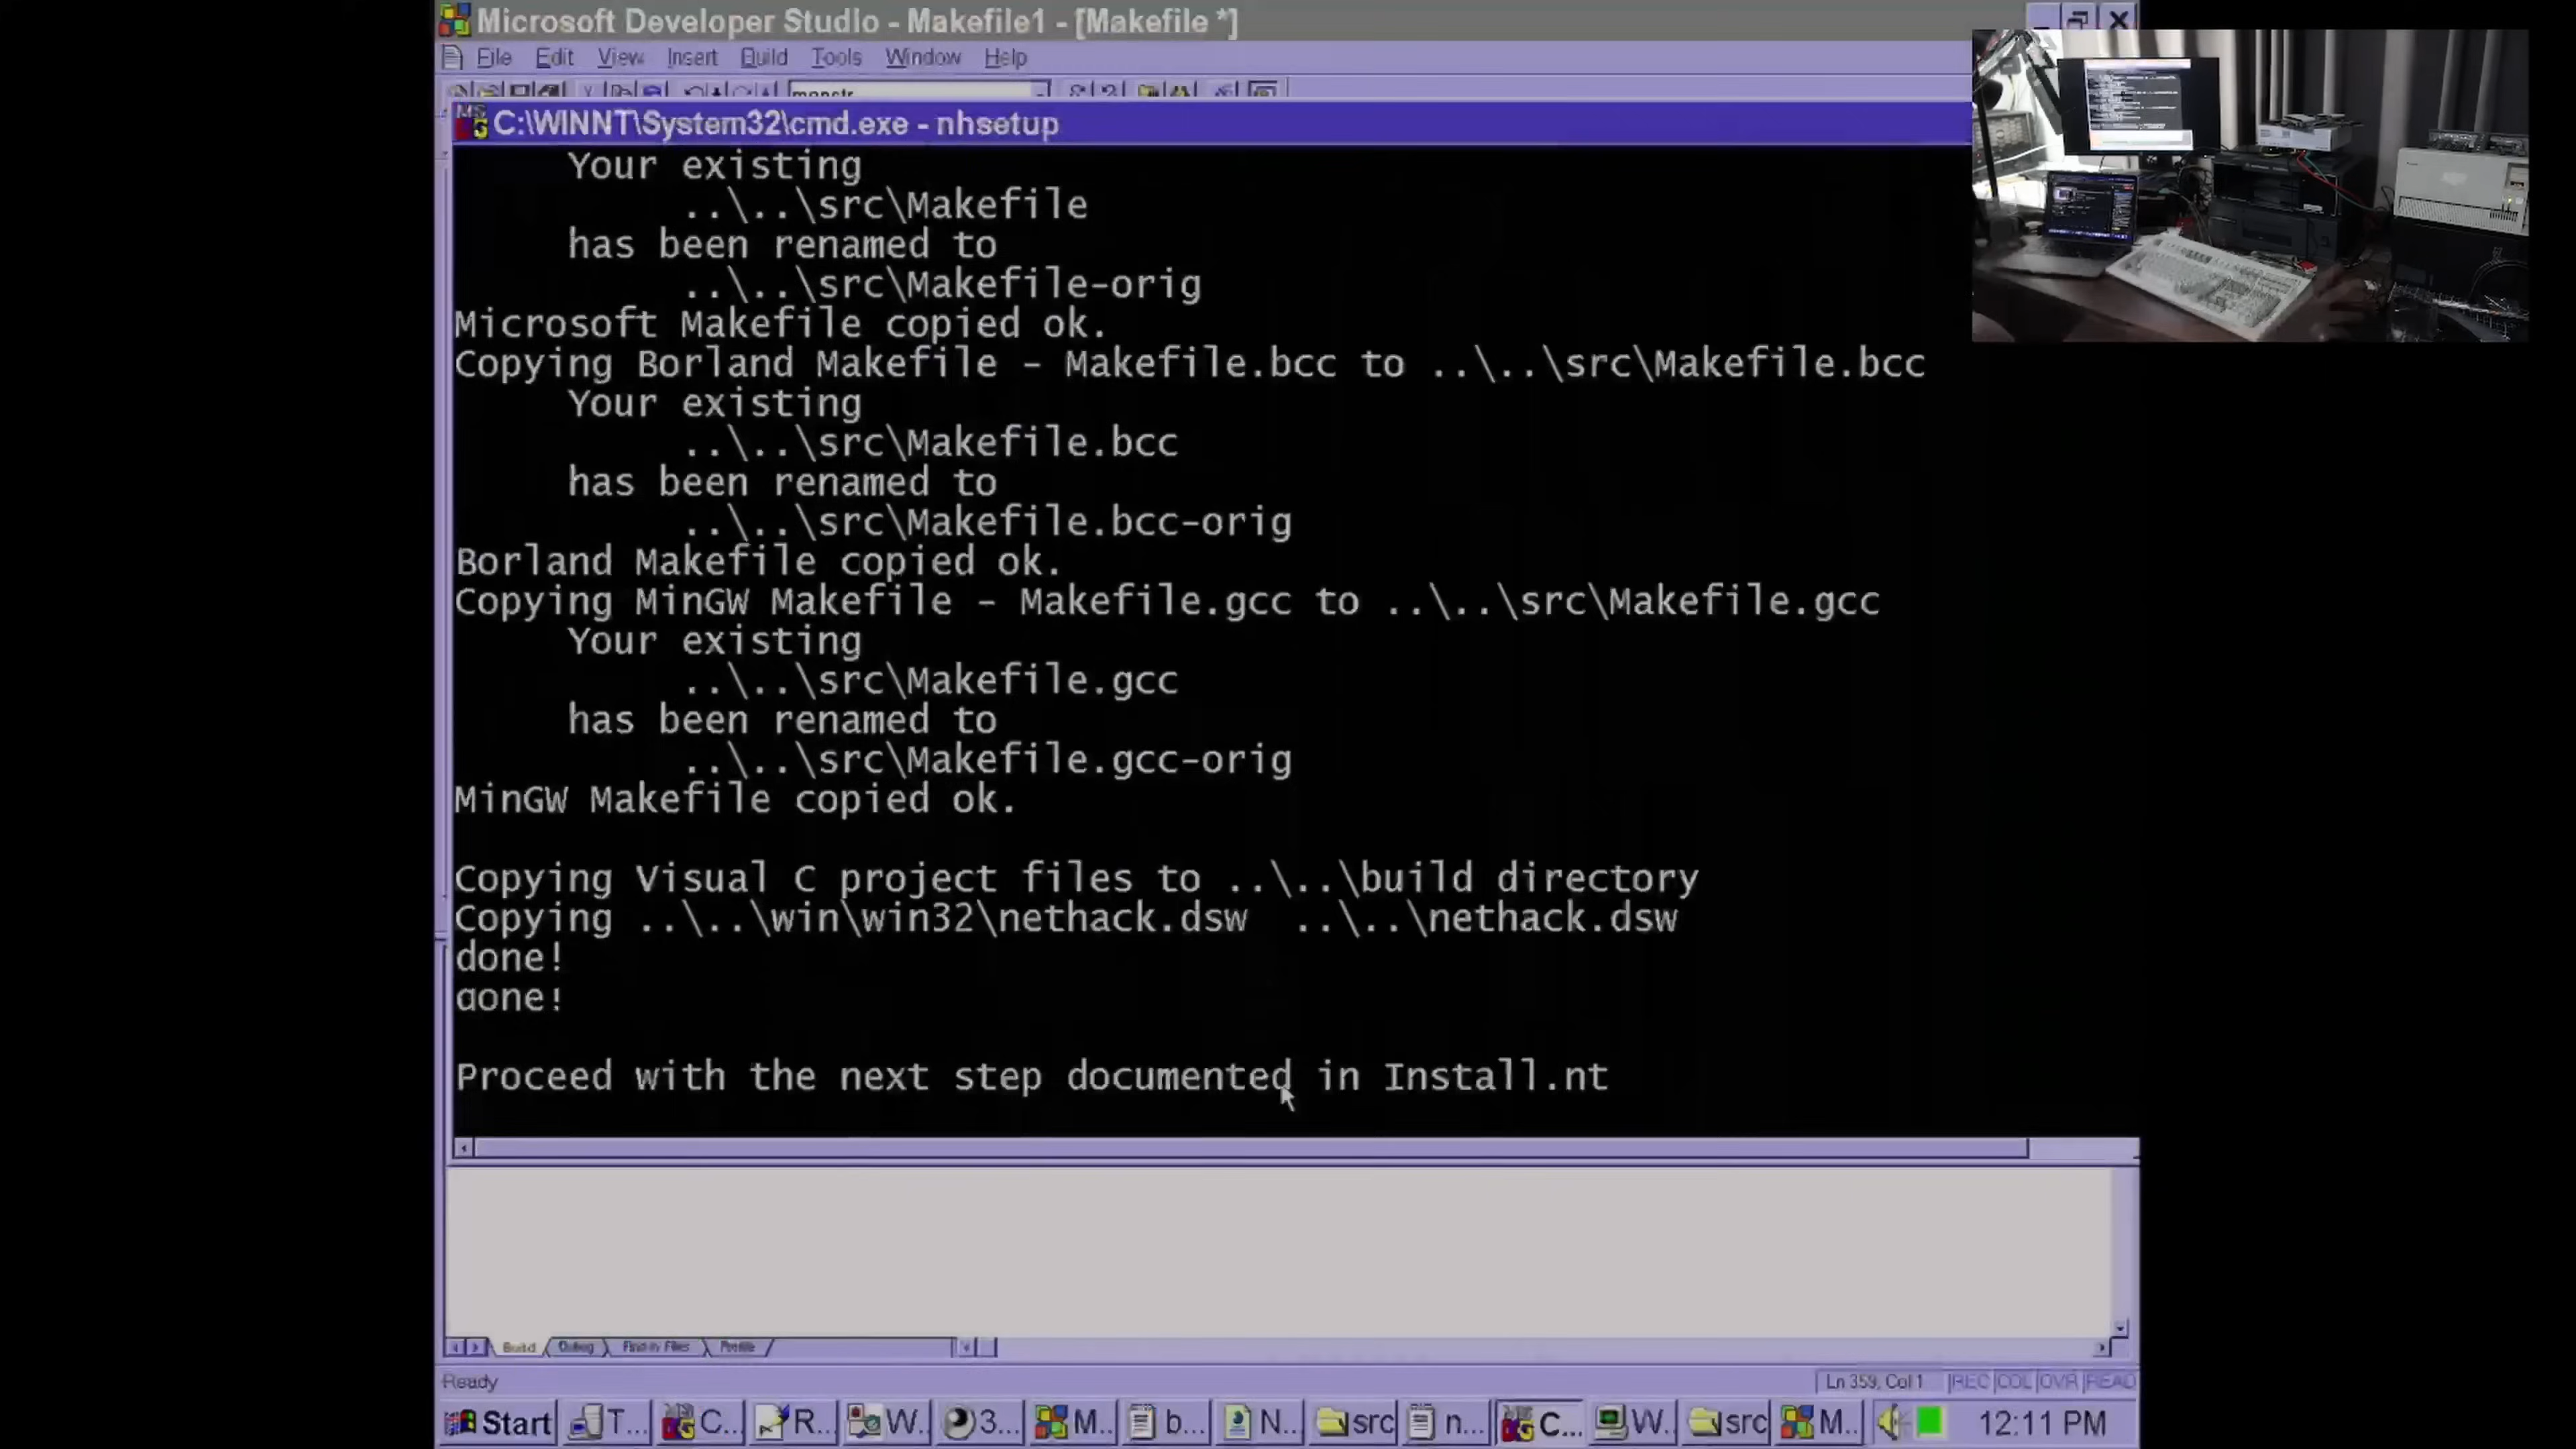 Microsoft Developer Studio - Makefile1 - [Makefile *]
File Edit View Insert Build Tools Window Help
C:\WINNT\System32\cmd.exe - nhsetup
Your existing
..\..\src\Makefile
has been renamed to
..\..\src\Makefile-orig
Microsoft Makefile copied ok.
Copying Borland Makefile - Makefile.bcc to ..\..\src\Makefile.bcc
Your existing
..\..\src\Makefile.bcc
has been renamed to
..\..\src\Makefile.bcc-orig
Borland Makefile copied ok.
Copying MinGW Makefile - Makefile.gcc to ..\..\src\Makefile.gcc
Your existing
..\..\src\Makefile.gcc
has been renamed to
..\..\src\Makefile.gcc-orig
MinGW Makefile copied ok.
Copying Visual C project files to ..\..\build directory
Copying ..\..\win\win32\nethack.dsw ..\..\nethack.dsw
done!
done!
Proceed with the next step documented in Install.nt
Build Debug Find in Files Profile
Ready Ln 359, Col 1 REC COL OVR READ
Start T... C... R... W... 3... M... b... N... src n... C... W... src M... 12:11 PM